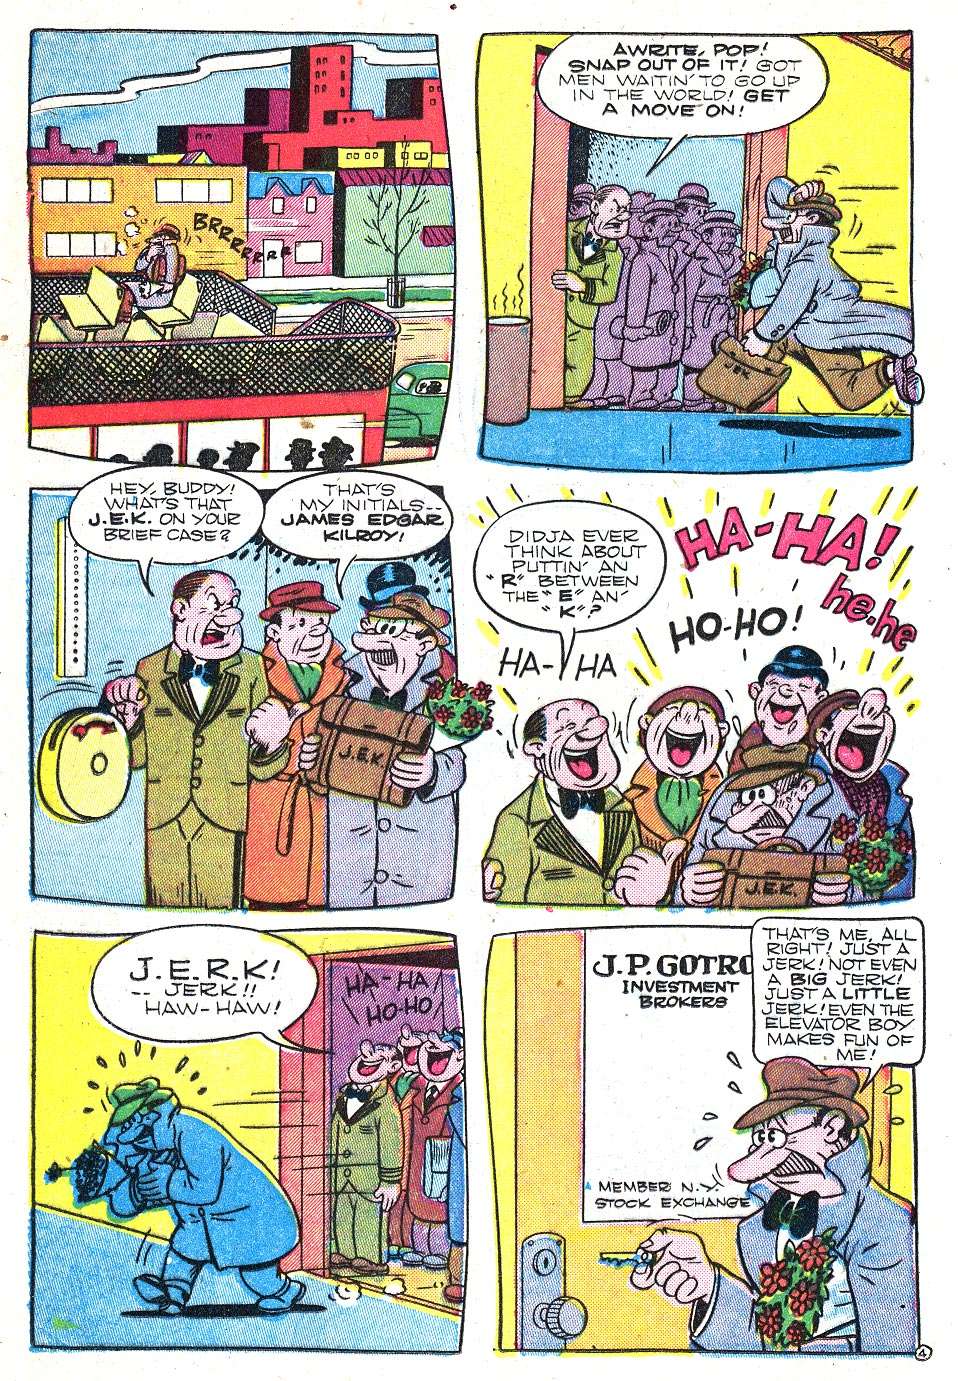 BRRRRRRRR
AWRITE, POP!
SNAP OUT OF IT! GOT
MEN WAITIN' TO GO UP
IN THE WORLD! GET
A MOVE ON!
J.E.K.
HEY, BUDDY!
WHAT'S THAT
J.E.K. ON YOUR
BRIEF CASE?
THAT'S
MY INITIALS--
JAMES EDGAR
KILROY!
J.E.K.
DIDJA EVER
THINK ABOUT
PUTTIN' AN
"R" BETWEEN
THE "E" AN'
"K"?
HA-HA
HA-HA!
HO-HO!
he-he
J.E.K.
J.E.R.K!
-- JERK!!
HAW-HAW!
HA-HA
HO-HO
J.P. GOTRO
INVESTMENT
BROKERS
THAT'S ME, ALL
RIGHT! JUST A
JERK! NOT EVEN
A BIG JERK!
JUST A LITTLE
JERK! EVEN THE
ELEVATOR BOY
MAKES FUN OF
ME!
MEMBER N.Y.
STOCK EXCHANGE
4